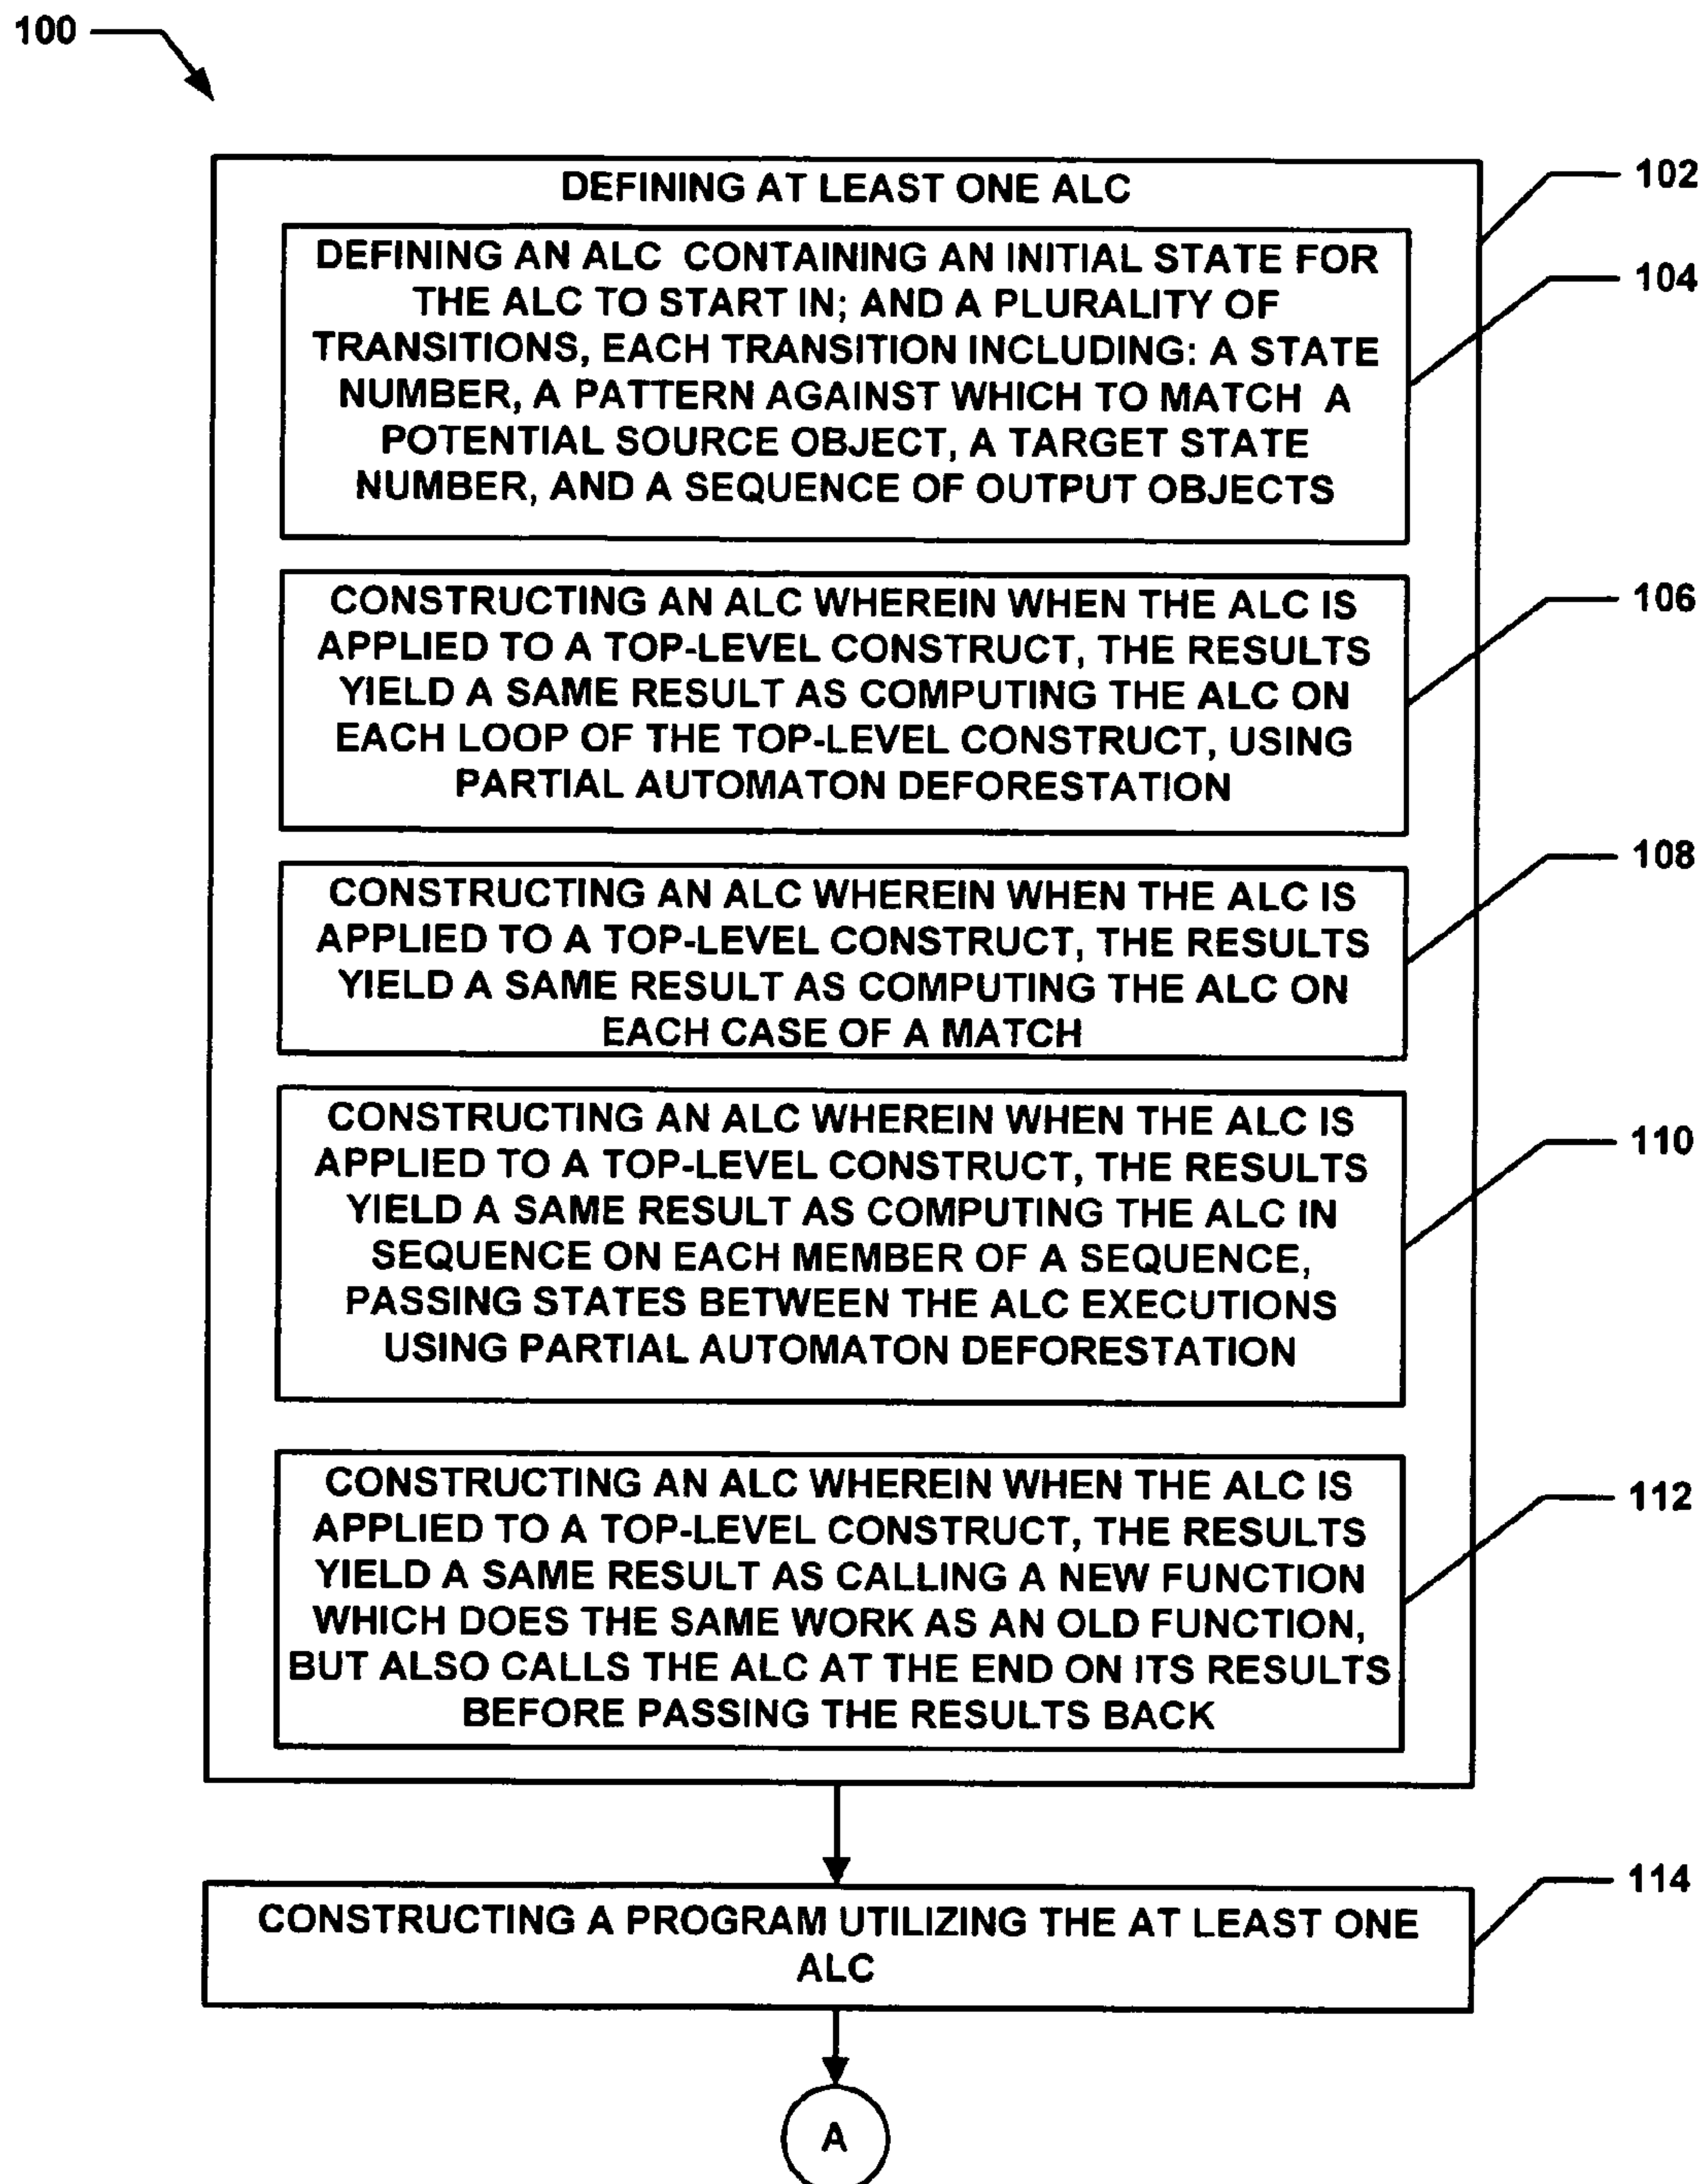 100
DEFINING AT LEAST ONE ALC
102
DEFINING AN ALC CONTAINING AN INITIAL STATE FOR
THE ALC TO START IN; AND A PLURALITY OF
TRANSITIONS, EACH TRANSITION INCLUDING: A STATE
NUMBER, A PATTERN AGAINST WHICH TO MATCH A
POTENTIAL SOURCE OBJECT, A TARGET STATE
NUMBER, AND A SEQUENCE OF OUTPUT OBJECTS
104
CONSTRUCTING AN ALC WHEREIN WHEN THE ALC IS
APPLIED TO A TOP-LEVEL CONSTRUCT, THE RESULTS
YIELD A SAME RESULT AS COMPUTING THE ALC ON
EACH LOOP OF THE TOP-LEVEL CONSTRUCT, USING
PARTIAL AUTOMATON DEFORESTATION
106
CONSTRUCTING AN ALC WHEREIN WHEN THE ALC IS
APPLIED TO A TOP-LEVEL CONSTRUCT, THE RESULTS
YIELD A SAME RESULT AS COMPUTING THE ALC ON
EACH CASE OF A MATCH
108
CONSTRUCTING AN ALC WHEREIN WHEN THE ALC IS
APPLIED TO A TOP-LEVEL CONSTRUCT, THE RESULTS
YIELD A SAME RESULT AS COMPUTING THE ALC IN
SEQUENCE ON EACH MEMBER OF A SEQUENCE,
PASSING STATES BETWEEN THE ALC EXECUTIONS
USING PARTIAL AUTOMATON DEFORESTATION
110
CONSTRUCTING AN ALC WHEREIN WHEN THE ALC IS
APPLIED TO A TOP-LEVEL CONSTRUCT, THE RESULTS
YIELD A SAME RESULT AS CALLING A NEW FUNCTION
WHICH DOES THE SAME WORK AS AN OLD FUNCTION,
BUT ALSO CALLS THE ALC AT THE END ON ITS RESULTS
BEFORE PASSING THE RESULTS BACK
112
CONSTRUCTING A PROGRAM UTILIZING THE AT LEAST ONE
ALC
114
A